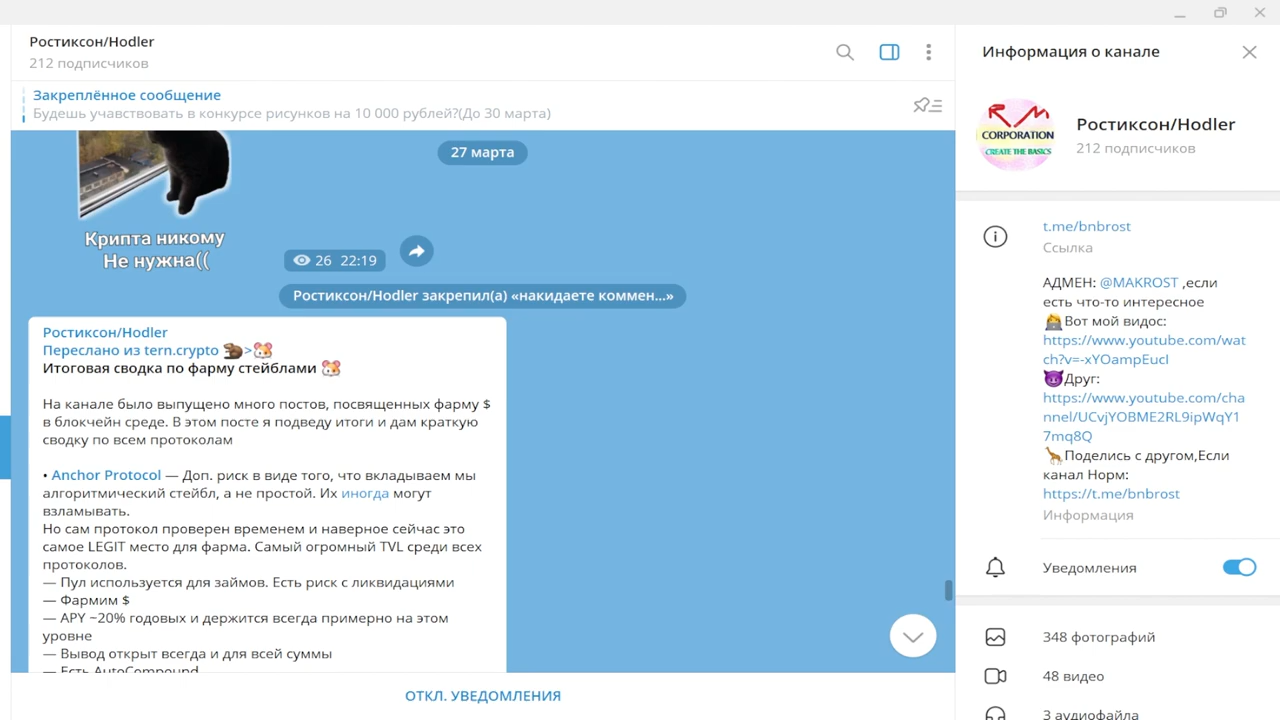 Ростиксон/Hodler
212 подписчиков
Закреплённое сообщение
Будешь учавствовать в конкурсе рисунков на 10 000 рублей?(До 30 марта)
27 марта
Крипта никому
Не нужна((
26 22:19
Ростиксон/Hodler закрепил(а) «накидаете коммен...»
Ростиксон/Hodler
Переслано из tern.crypto 🦫>🐹
Итоговая сводка по фарму стейблами 🐹
На канале было выпущено много постов, посвященных фарму $
в блокчейн среде. В этом посте я подведу итоги и дам краткую
сводку по всем протоколам
• Anchor Protocol — Доп. риск в виде того, что вкладываем мы
алгоритмический стейбл, а не простой. Их иногда могут
взламывать.
Но сам протокол проверен временем и наверное сейчас это
самое LEGIT место для фарма. Самый огромный TVL среди всех
протоколов.
— Пул используется для займов. Есть риск с ликвидациями
— Фармим $
— APY ~20% годовых и держится всегда примерно на этом
уровне
— Вывод открыт всегда и для всей суммы
— Есть AutoCompound
ОТКЛ. УВЕДОМЛЕНИЯ
Информация о канале
RM
CORPORATION
CREATE THE BASICS
Ростиксон/Hodler
212 подписчиков
t.me/bnbrost
Ссылка
АДМЕН: @MAKROST ,если
есть что-то интересное
🙍‍💻Вот мой видос:
https://www.youtube.com/wat
ch?v=-xYOampEucI
😈Друг:
https://www.youtube.com/cha
nnel/UCvjYOBME2RL9ipWqY1
7mq8Q
🦒Поделись с другом,Если
канал Норм:
https://t.me/bnbrost
Информация
Уведомления
348 фотографий
48 видео
3 аудиофайла